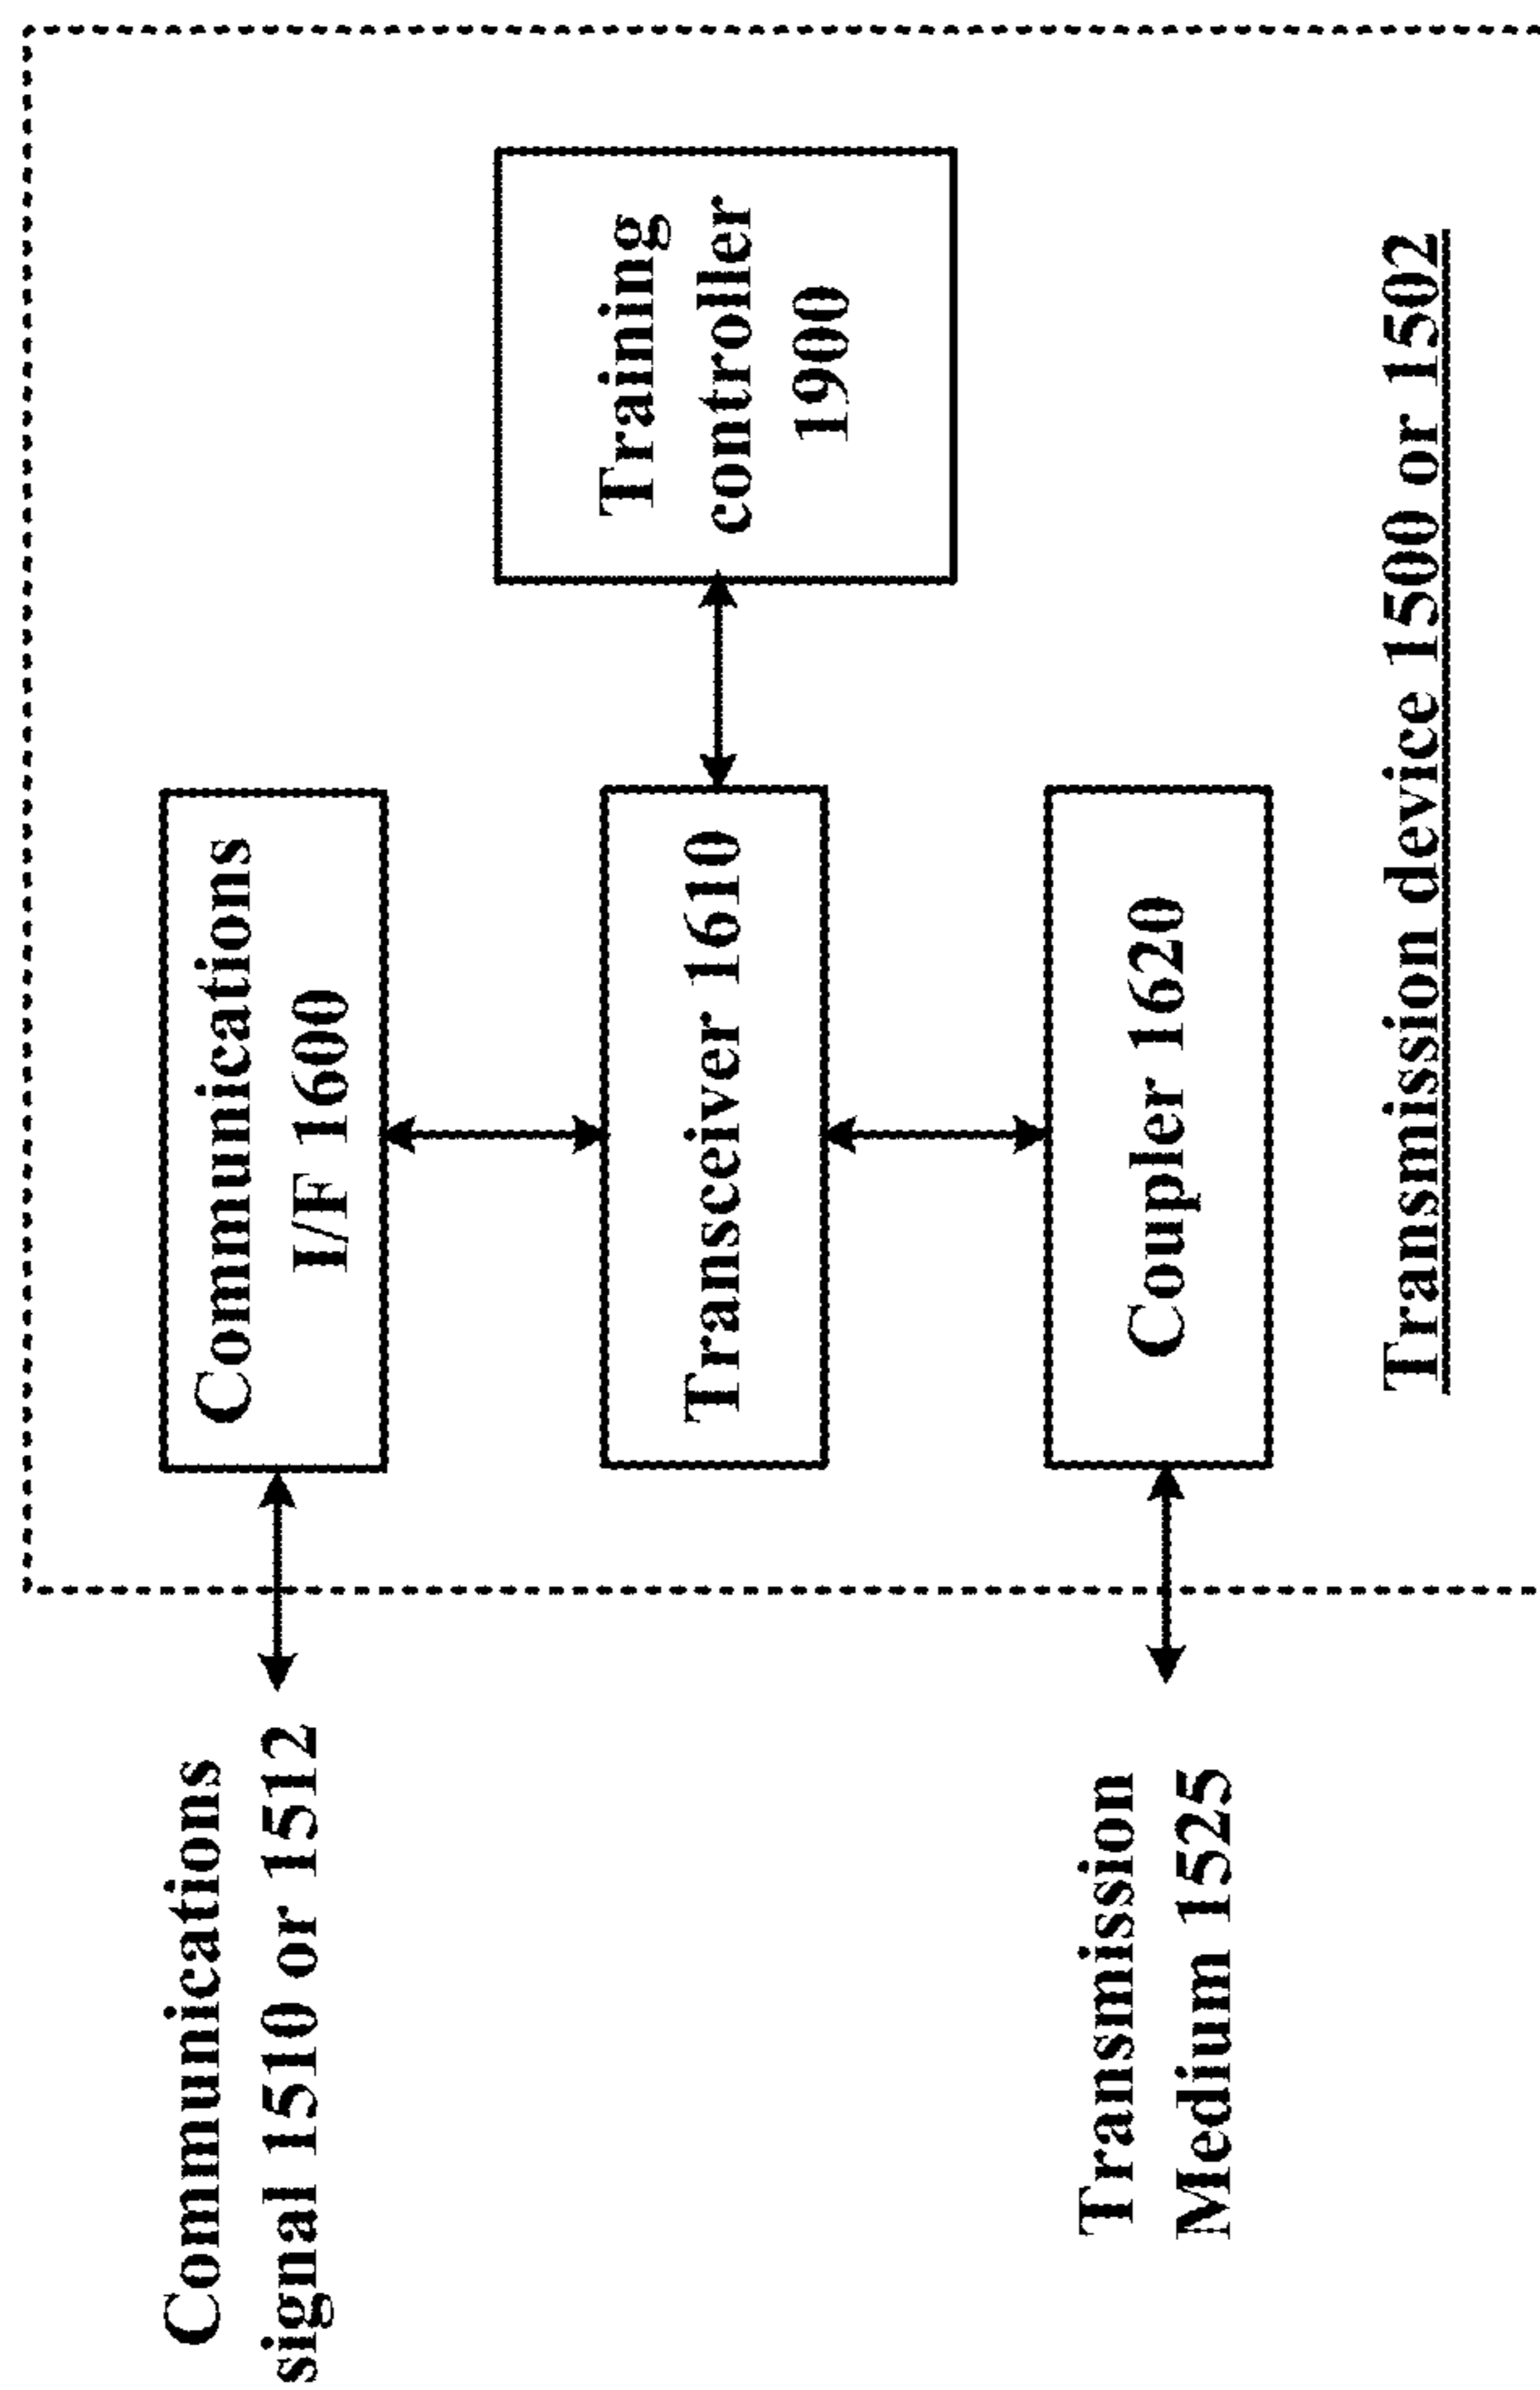 Communications
signal 1510 or 1512
Communications
I/F 1600
Transceiver 1610
Training
controller
1900
Transmission
Medium 1525
Coupler 1620
Transmission device 1500 or 1502